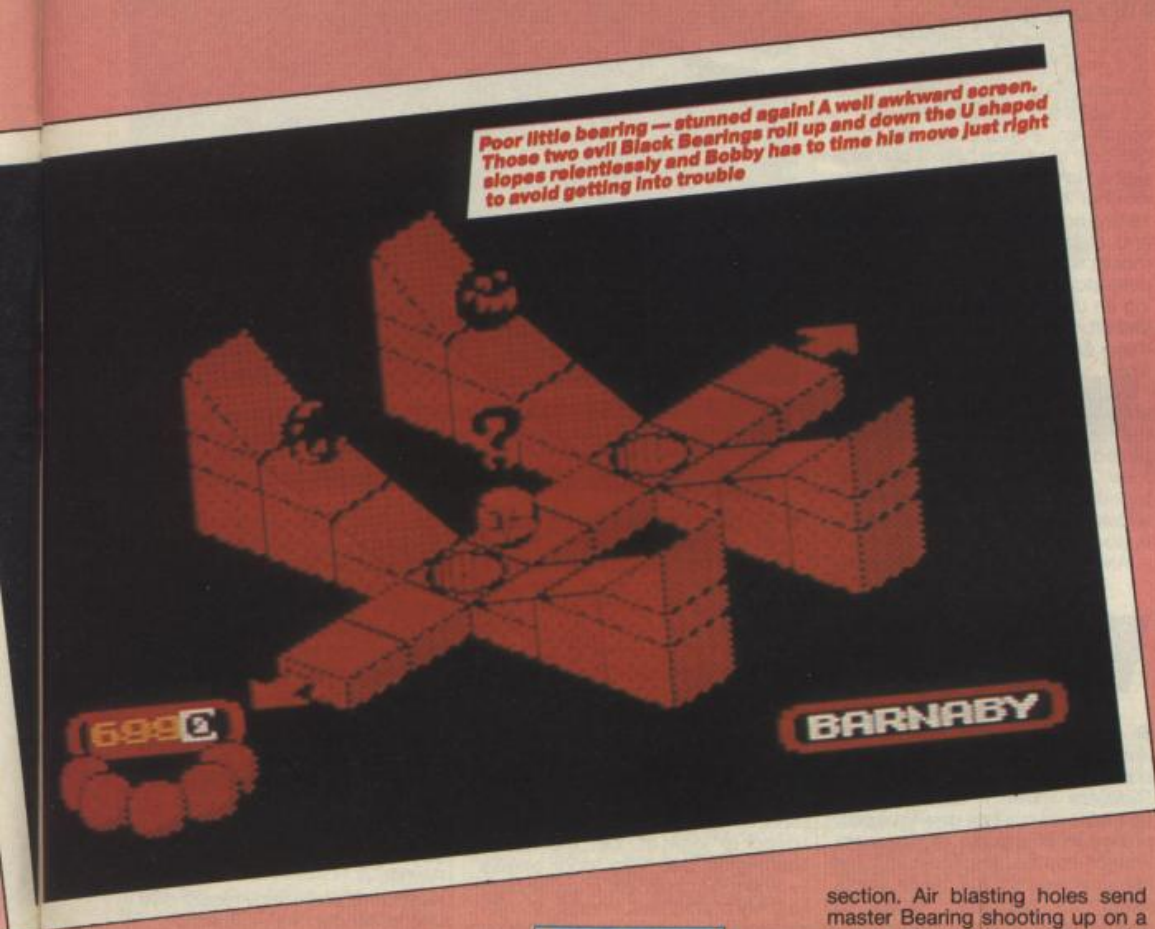 Poor little bearing — stunned again! A well awkward screen.
Those two evil Black Bearings roll up and down the U shaped
slopes relentlessly and Bobby has to time his move just right
to avoid getting into trouble
?
6992
BARNABY
section. Air blasting holes send
master Bearing shooting up on a